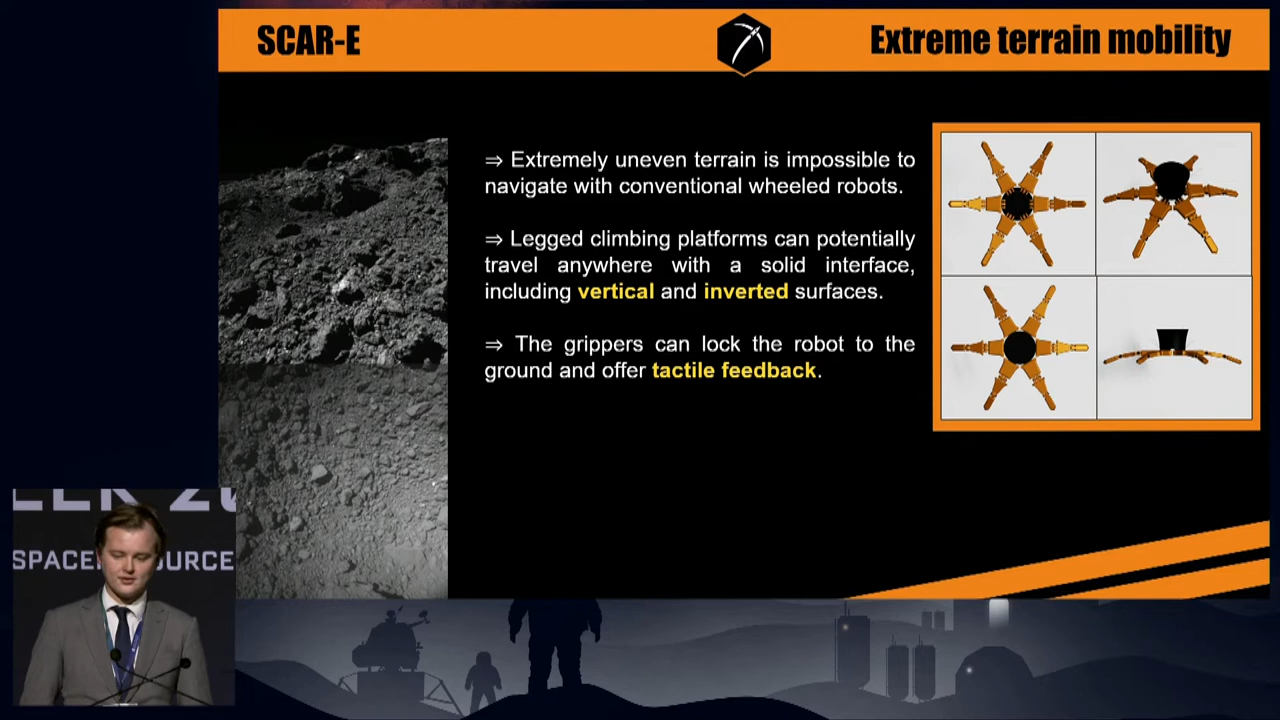 SCAR-E
Extreme terrain mobility
⇒ Extremely uneven terrain is impossible to
navigate with conventional wheeled robots.
⇒ Legged climbing platforms can potentially
travel anywhere with a solid interface,
including vertical and inverted surfaces.
⇒ The grippers can lock the robot to the
ground and offer tactile feedback.